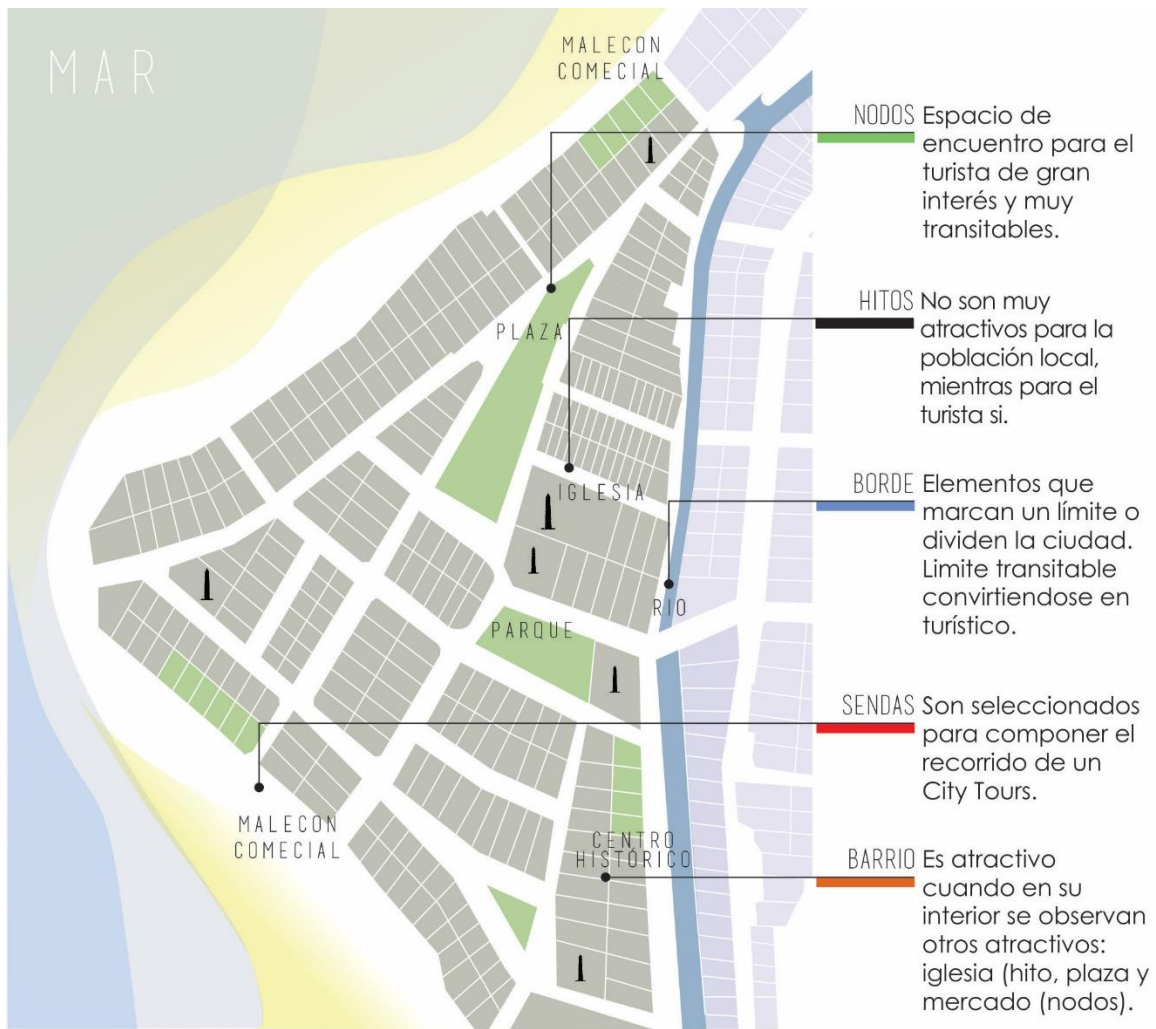 MAR
MALECON
COMECIAL
PLAZA
IGLESIA
RIO
PARQUE
MALECON
COMECIAL
CENTRO
HISTÓRICO
NODOS
Espacio de
encuentro para el
turista de gran
interés y muy
transitables.
HITOS
No son muy
atractivos para la
población local,
mientras para el
turista si.
BORDE
Elementos que
marcan un límite o
dividen la ciudad.
Limite transitable
convirtiendose en
turístico.
SENDAS
Son seleccionados
para componer el
recorrido de un
City Tours.
BARRIO
Es atractivo
cuando en su
interior se observan
otros atractivos:
iglesia (hito, plaza y
mercado (nodos).